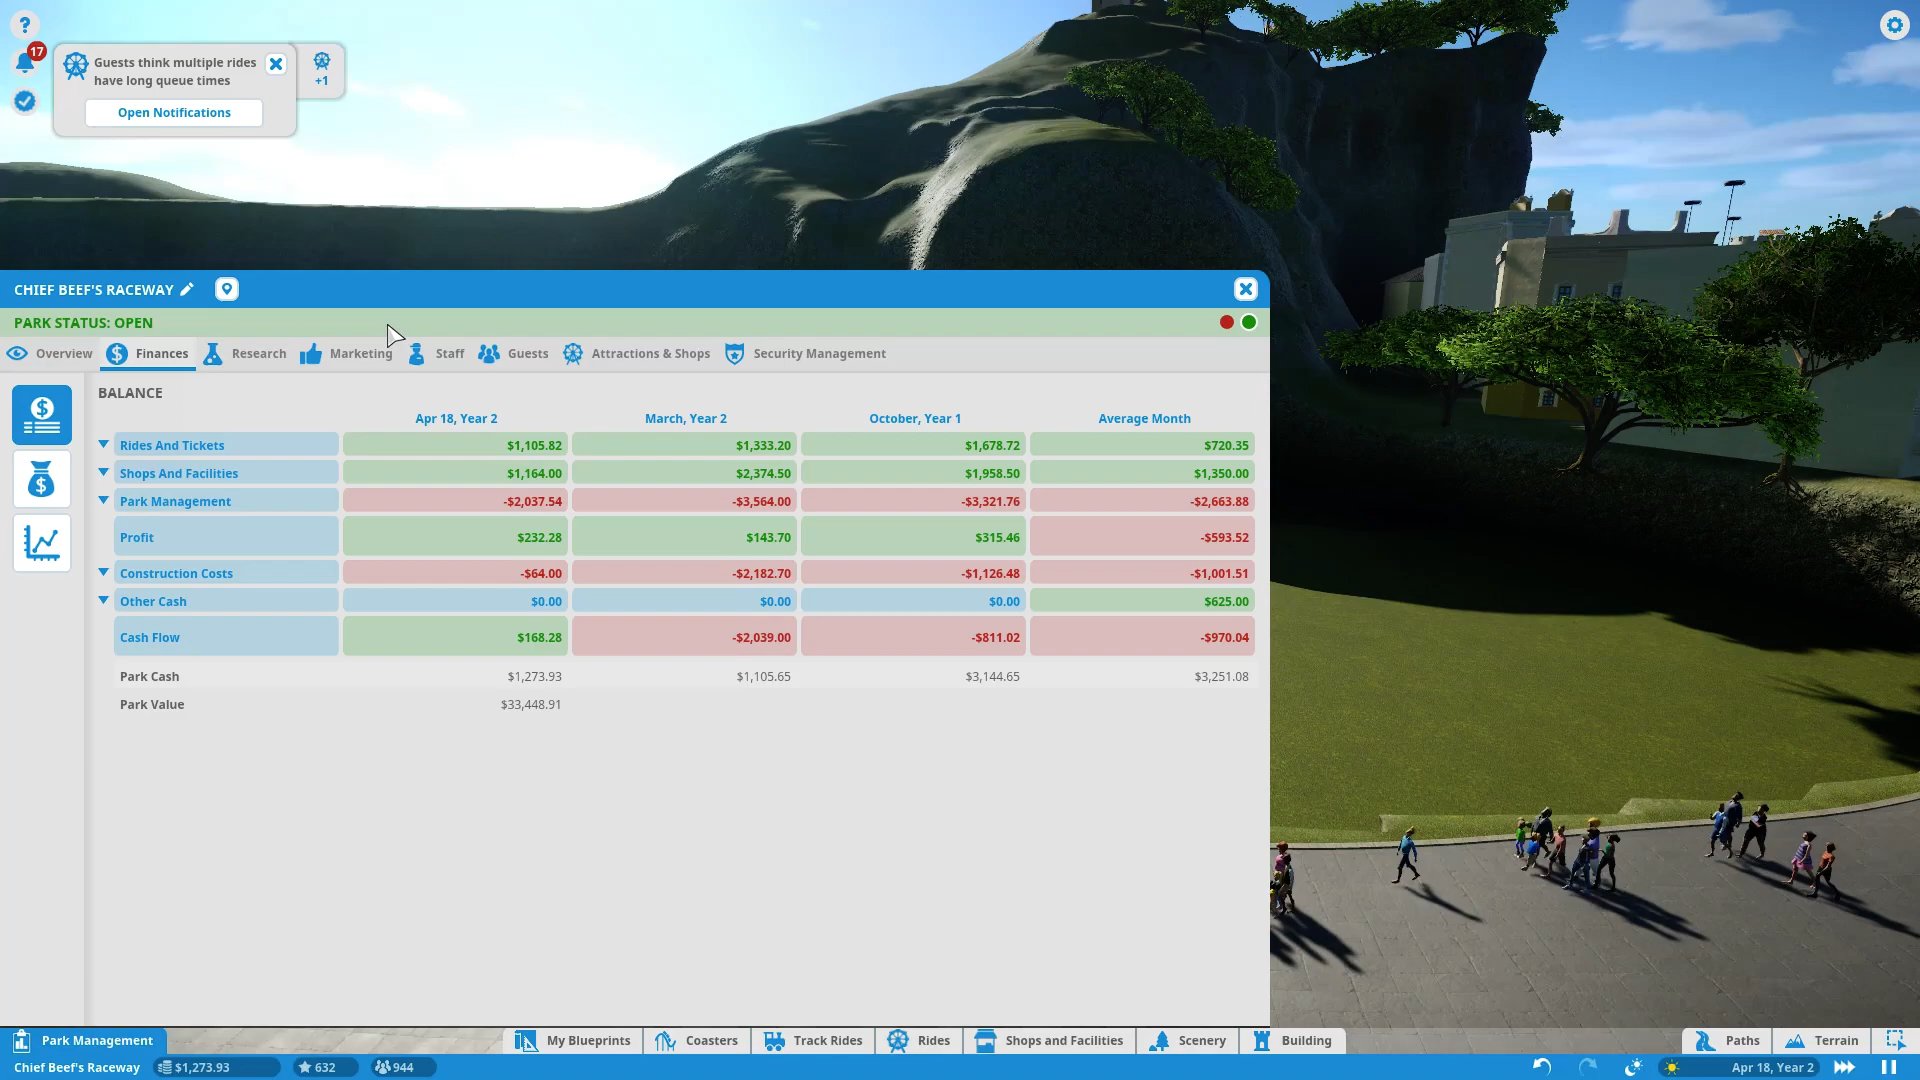 ?
17
Guests think multiple rides
have long queue times
+1
Open Notifications
CHIEF BEEF'S RACEWAY
PARK STATUS: OPEN
Overview Finances Research Marketing Staff Guests Attractions & Shops Security Management
BALANCE
Apr 18, Year 2 March, Year 2 October, Year 1 Average Month
Rides And Tickets $1,105.82 $1,333.20 $1,678.72 $720.35
Shops And Facilities $1,164.00 $2,374.50 $1,958.50 $1,350.00
Park Management -$2,037.54 -$3,564.00 -$3,321.76 -$2,663.88
Profit $232.28 $143.70 $315.46 -$593.52
Construction Costs -$64.00 -$2,182.70 -$1,126.48 -$1,001.51
Other Cash $0.00 $0.00 $0.00 $625.00
Cash Flow $168.28 -$2,039.00 -$811.02 -$970.04
Park Cash $1,273.93 $1,105.65 $3,144.65 $3,251.08
Park Value $33,448.91
Park Management My Blueprints Coasters Track Rides Rides Shops and Facilities Scenery Building Paths Terrain
Chief Beef's Raceway $1,273.93 632 944 Apr 18, Year 2